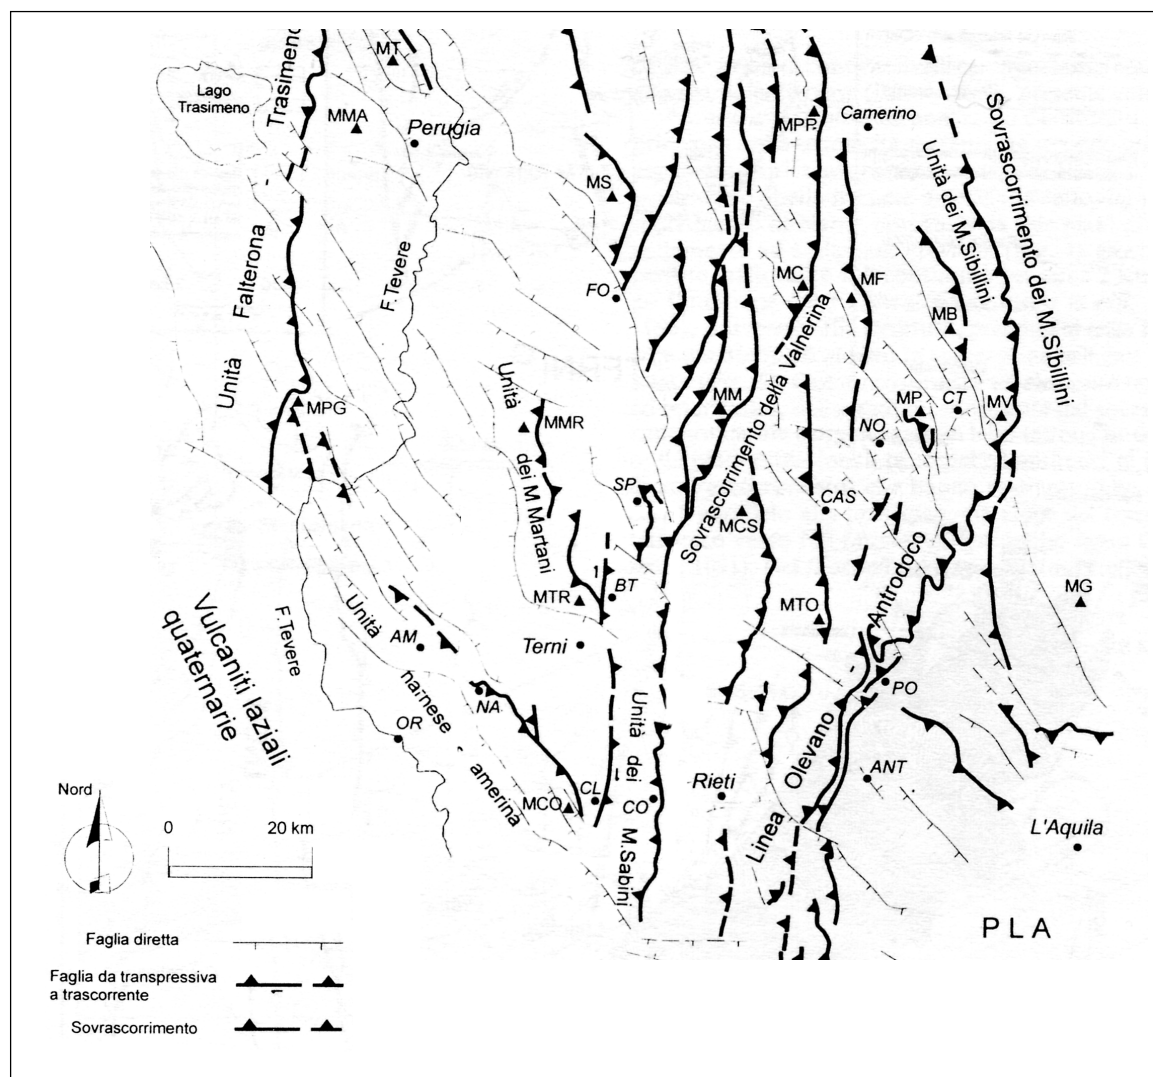 MT
Lago
Trasimeno
Trasimeno
MMA
Perugia
MPP
Camerino
Sovrascorrimento dei M.Sibillini
Unità dei M.Sibillini
MS
Falterona
F.Tevere
FO
MC
MF
MB
Unità
MPG
Unità
dei M.Martani
MMR
MM
Sovrascorrimento della Valnerina
MP
CT
MV
NO
SP
MCS
CAS
Antrodoco
MTR
BT
MTO
MG
Vulcaniti laziali
quaternarie
F.Tevere
Unità
AM
Terni
narnese
NA
OR
amerina
Unità dei M.Sabini
PO
Olevano
Linea
ANT
Rieti
MCO
CL
CO
L'Aquila
Nord
0
20 km
PLA
Faglia diretta
Faglia da transpressiva
a trascorrente
Sovrascorrimento